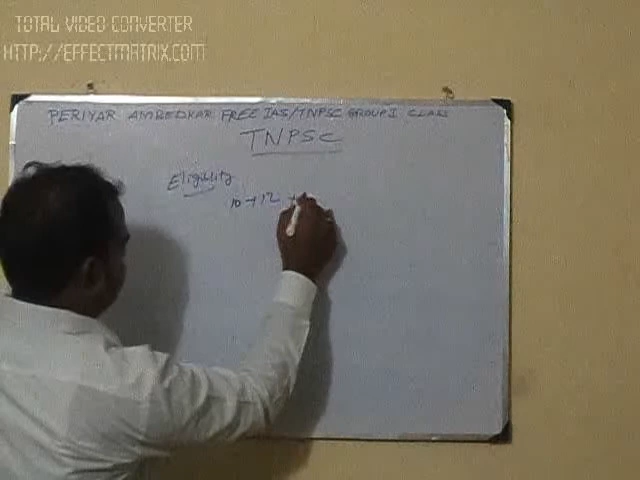 TOTAL VIDEO CONVERTER
HTTP://EFFECTMATRIX.COM
PERIYAR AMBEDKAR FREE IAS/TNPSC GROUP I CLASS
TNPSC
Eligibility
10 + 12 +